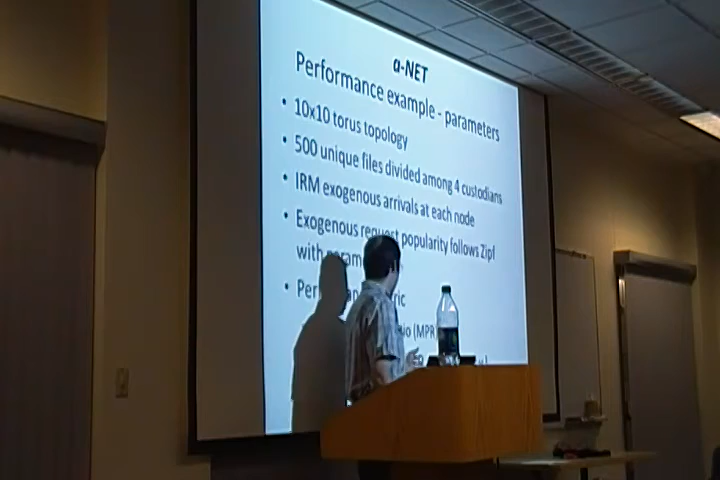 a-NET
Performance example - parameters
• 10x10 torus topology
• 500 unique files divided among 4 custodians
• IRM exogenous arrivals at each node
• Exogenous request popularity follows Zipf
with
•
(MPR